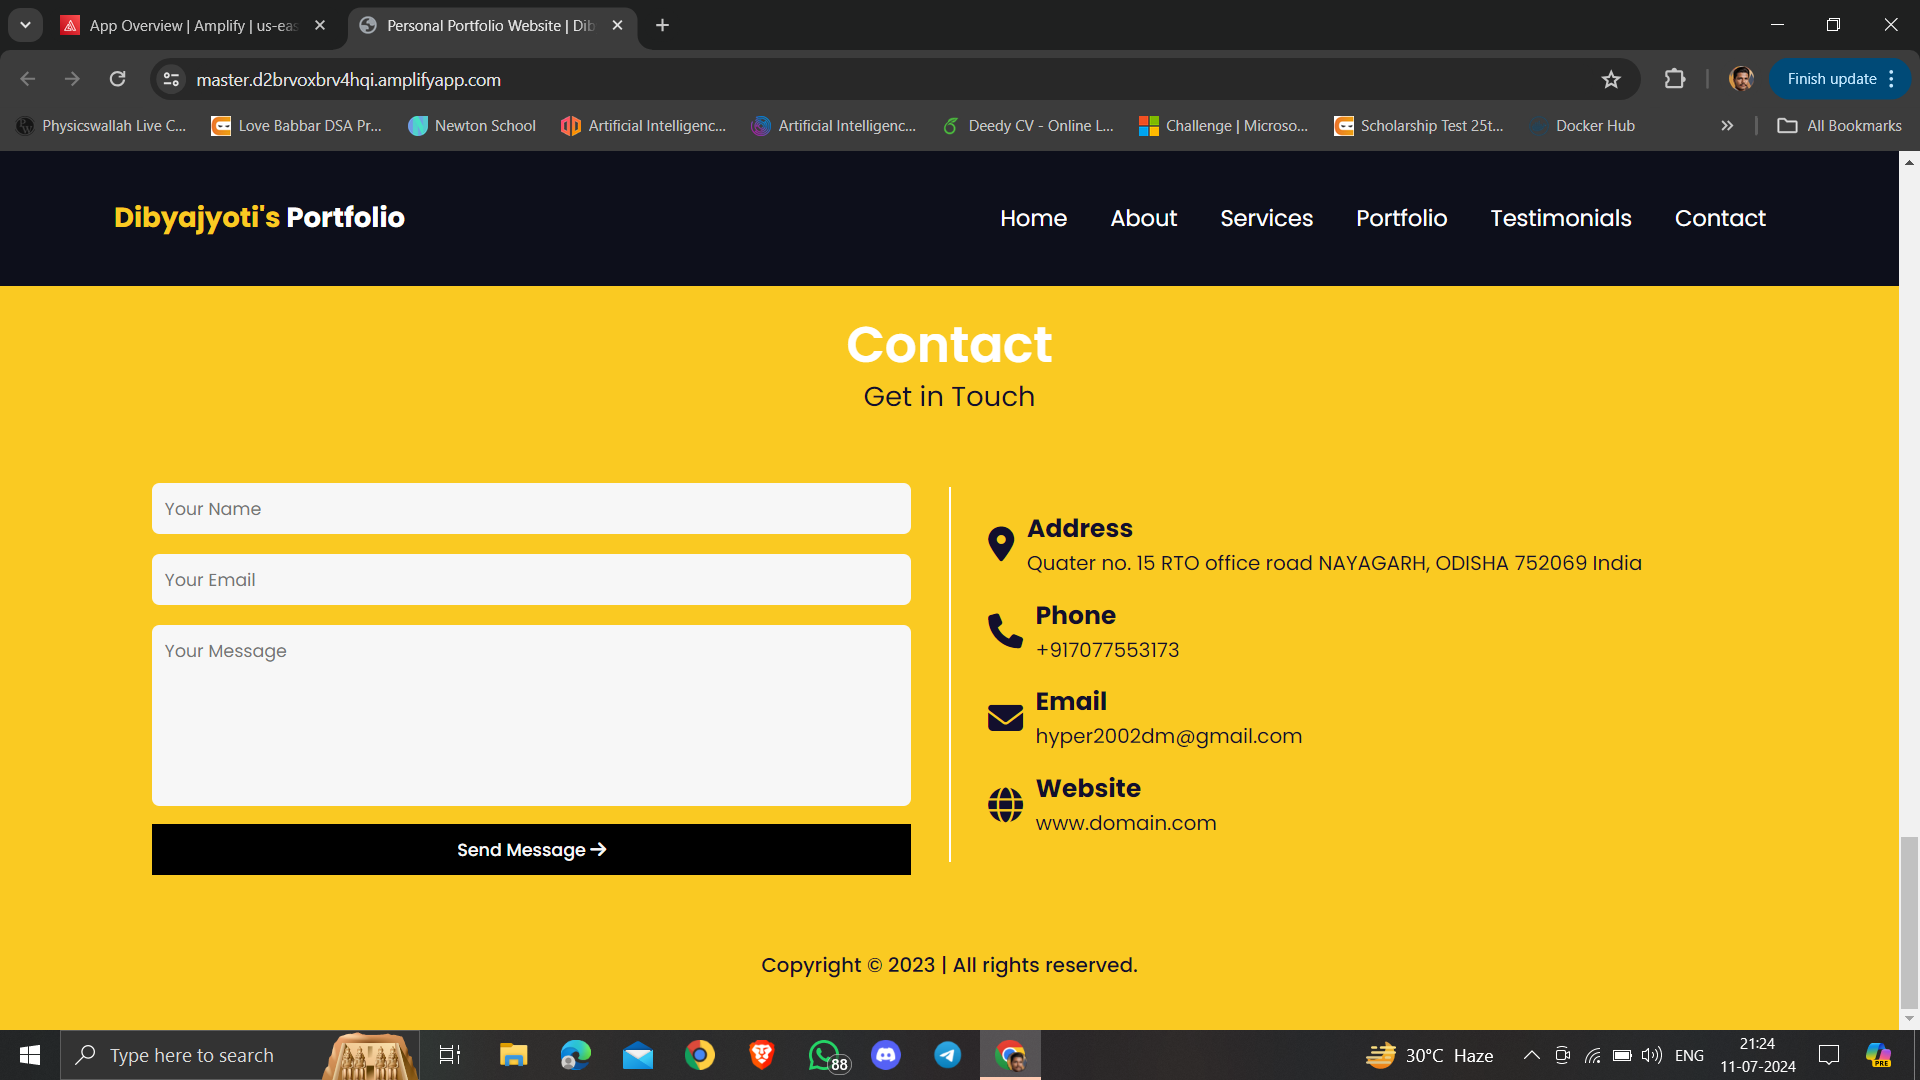 App Overview | Amplify | us-eas
Personal Portfolio Website | Dib
master.d2brvoxbrv4hqi.amplifyapp.com
Finish update
Physicswallah Live C...
Love Babbar DSA Pr...
Newton School
Artificial Intelligenc...
Artificial Intelligenc...
Deedy CV - Online L...
Challenge | Microso...
Scholarship Test 25t...
Docker Hub
All Bookmarks
Dibyajyoti's Portfolio
Home
About
Services
Portfolio
Testimonials
Contact
Contact
Get in Touch
Your Name
Your Email
Your Message
Send Message
Address
Quater no. 15 RTO office road NAYAGARH, ODISHA 752069 India
Phone
+917077553173
Email
hyper2002dm@gmail.com
Website
www.domain.com
Copyright © 2023 | All rights reserved.
Type here to search
88
30°C Haze
ENG
21:24
11-07-2024
PRE